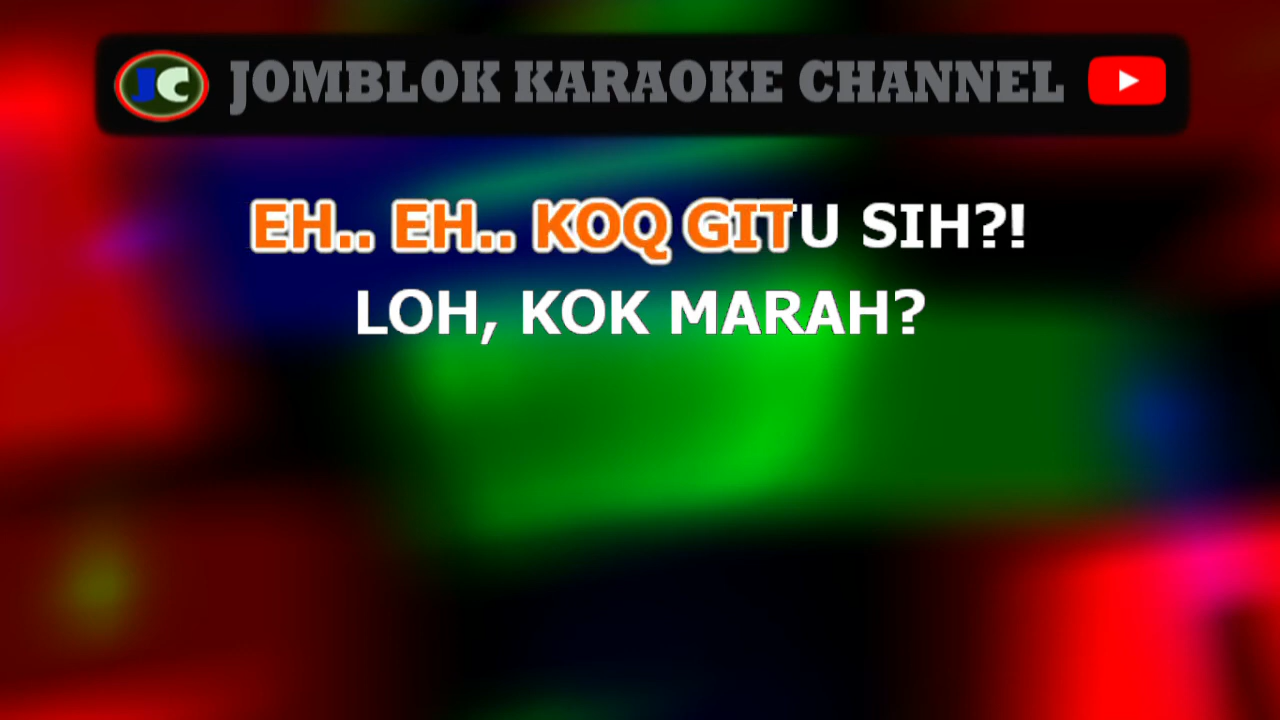 JC JOMBLOK KARAOKE CHANNEL
EH.. EH.. KOQ GITU SIH?!
LOH, KOK MARAH?